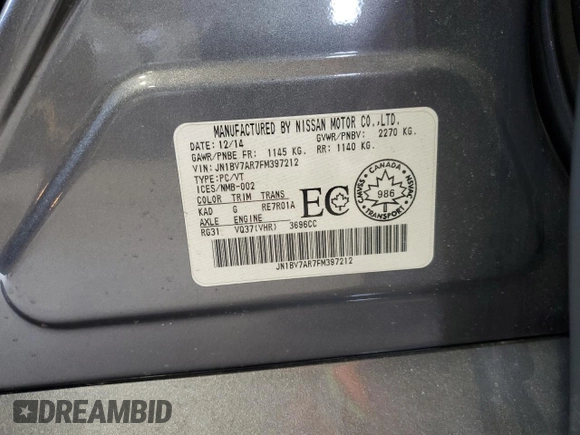 MANUFACTURED BY NISSAN MOTOR CO.,LTD.
DATE: 12/14 GVWR/PNBV: 2270 KG.
GAWR/PNBE FR: 1145 KG. RR: 1140 KG.
VIN: JN1BV7AR7FM397212
TYPE:PC/VT
ICES/NMB-002
COLOR TRIM TRANS
KAD G RE7R01A
AXLE ENGINE
RG31 VQ37(VHR) 3696CC
EC
CANADA
CMVSS NSVAC
986
TRANSPORT
JN1BV7AR7FM397212
DREAMBID